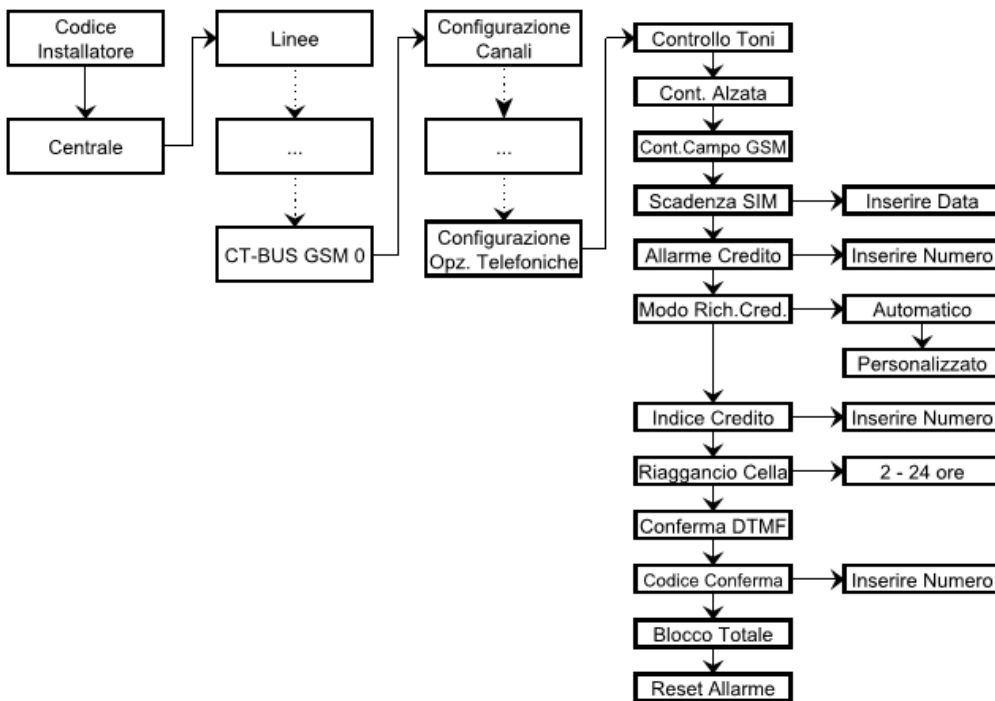 Codice
Installatore
Centrale
Linee
...
CT-BUS GSM 0
Configurazione
Canali
...
Configurazione
Opz. Telefoniche
Controllo Toni
Cont. Alzata
Cont.Campo GSM
Scadenza SIM
Inserire Data
Allarme Credito
Inserire Numero
Modo Rich.Cred.
Automatico
Personalizzato
Indice Credito
Inserire Numero
Riaggancio Cella
2 - 24 ore
Conferma DTMF
Codice Conferma
Inserire Numero
Blocco Totale
Reset Allarme